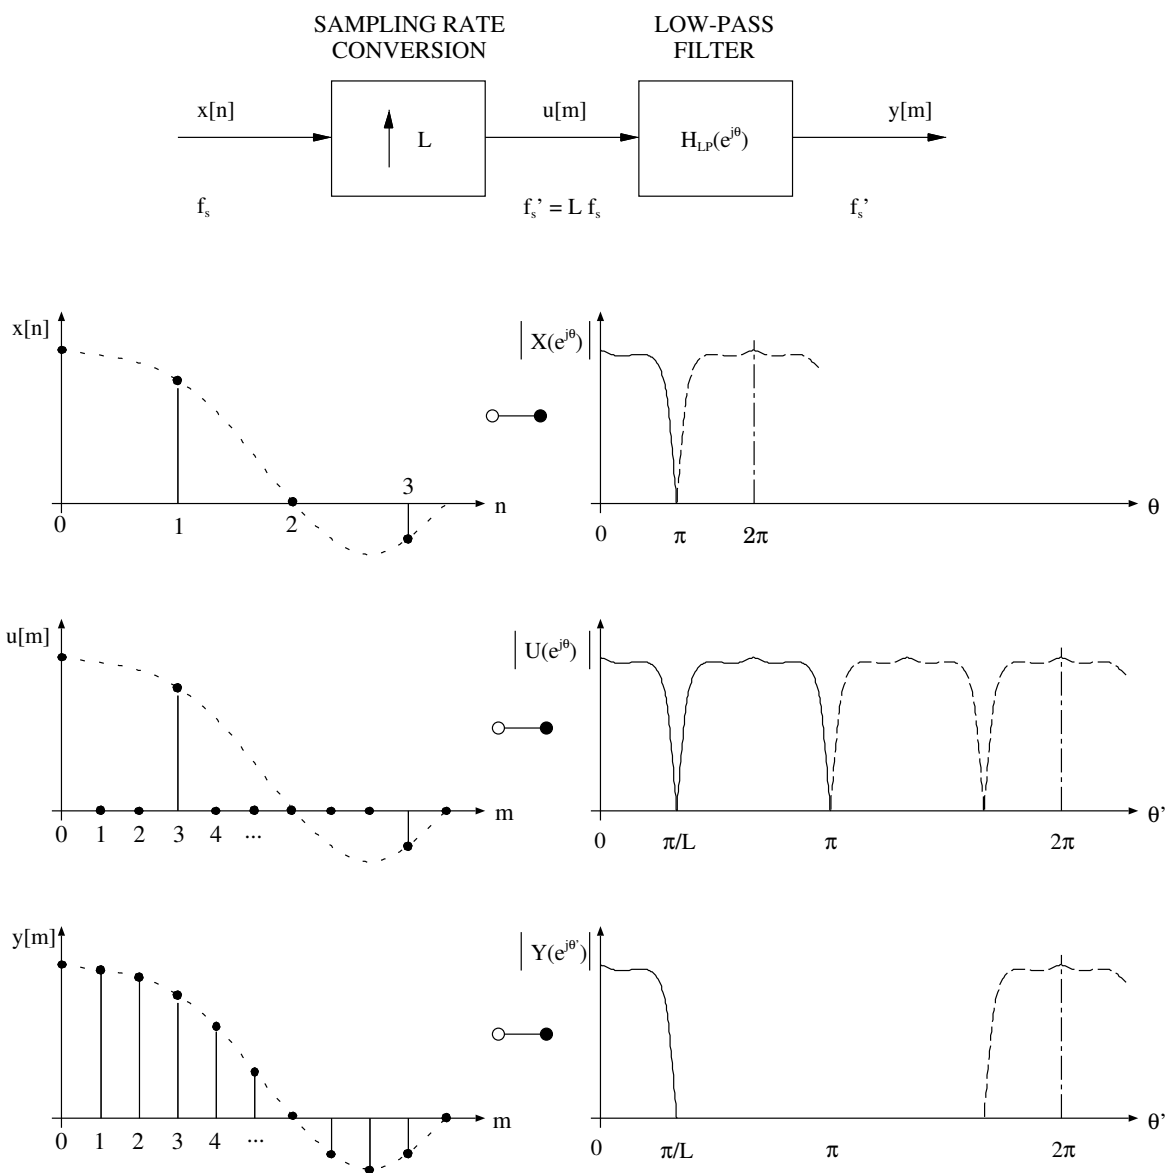 SAMPLING RATE
CONVERSION
LOW-PASS
FILTER
x[n]
L
u[m]
H_LP(e^jθ)
y[m]
f_s
f_s' = L f_s
f_s'
x[n]
| X(e^jθ) |
0
1
2
3
n
0
π
2π
θ
u[m]
| U(e^jθ) |
0
1
2
3
4
...
m
0
π/L
π
2π
θ'
y[m]
| Y(e^jθ') |
0
1
2
3
4
...
m
0
π/L
π
2π
θ'